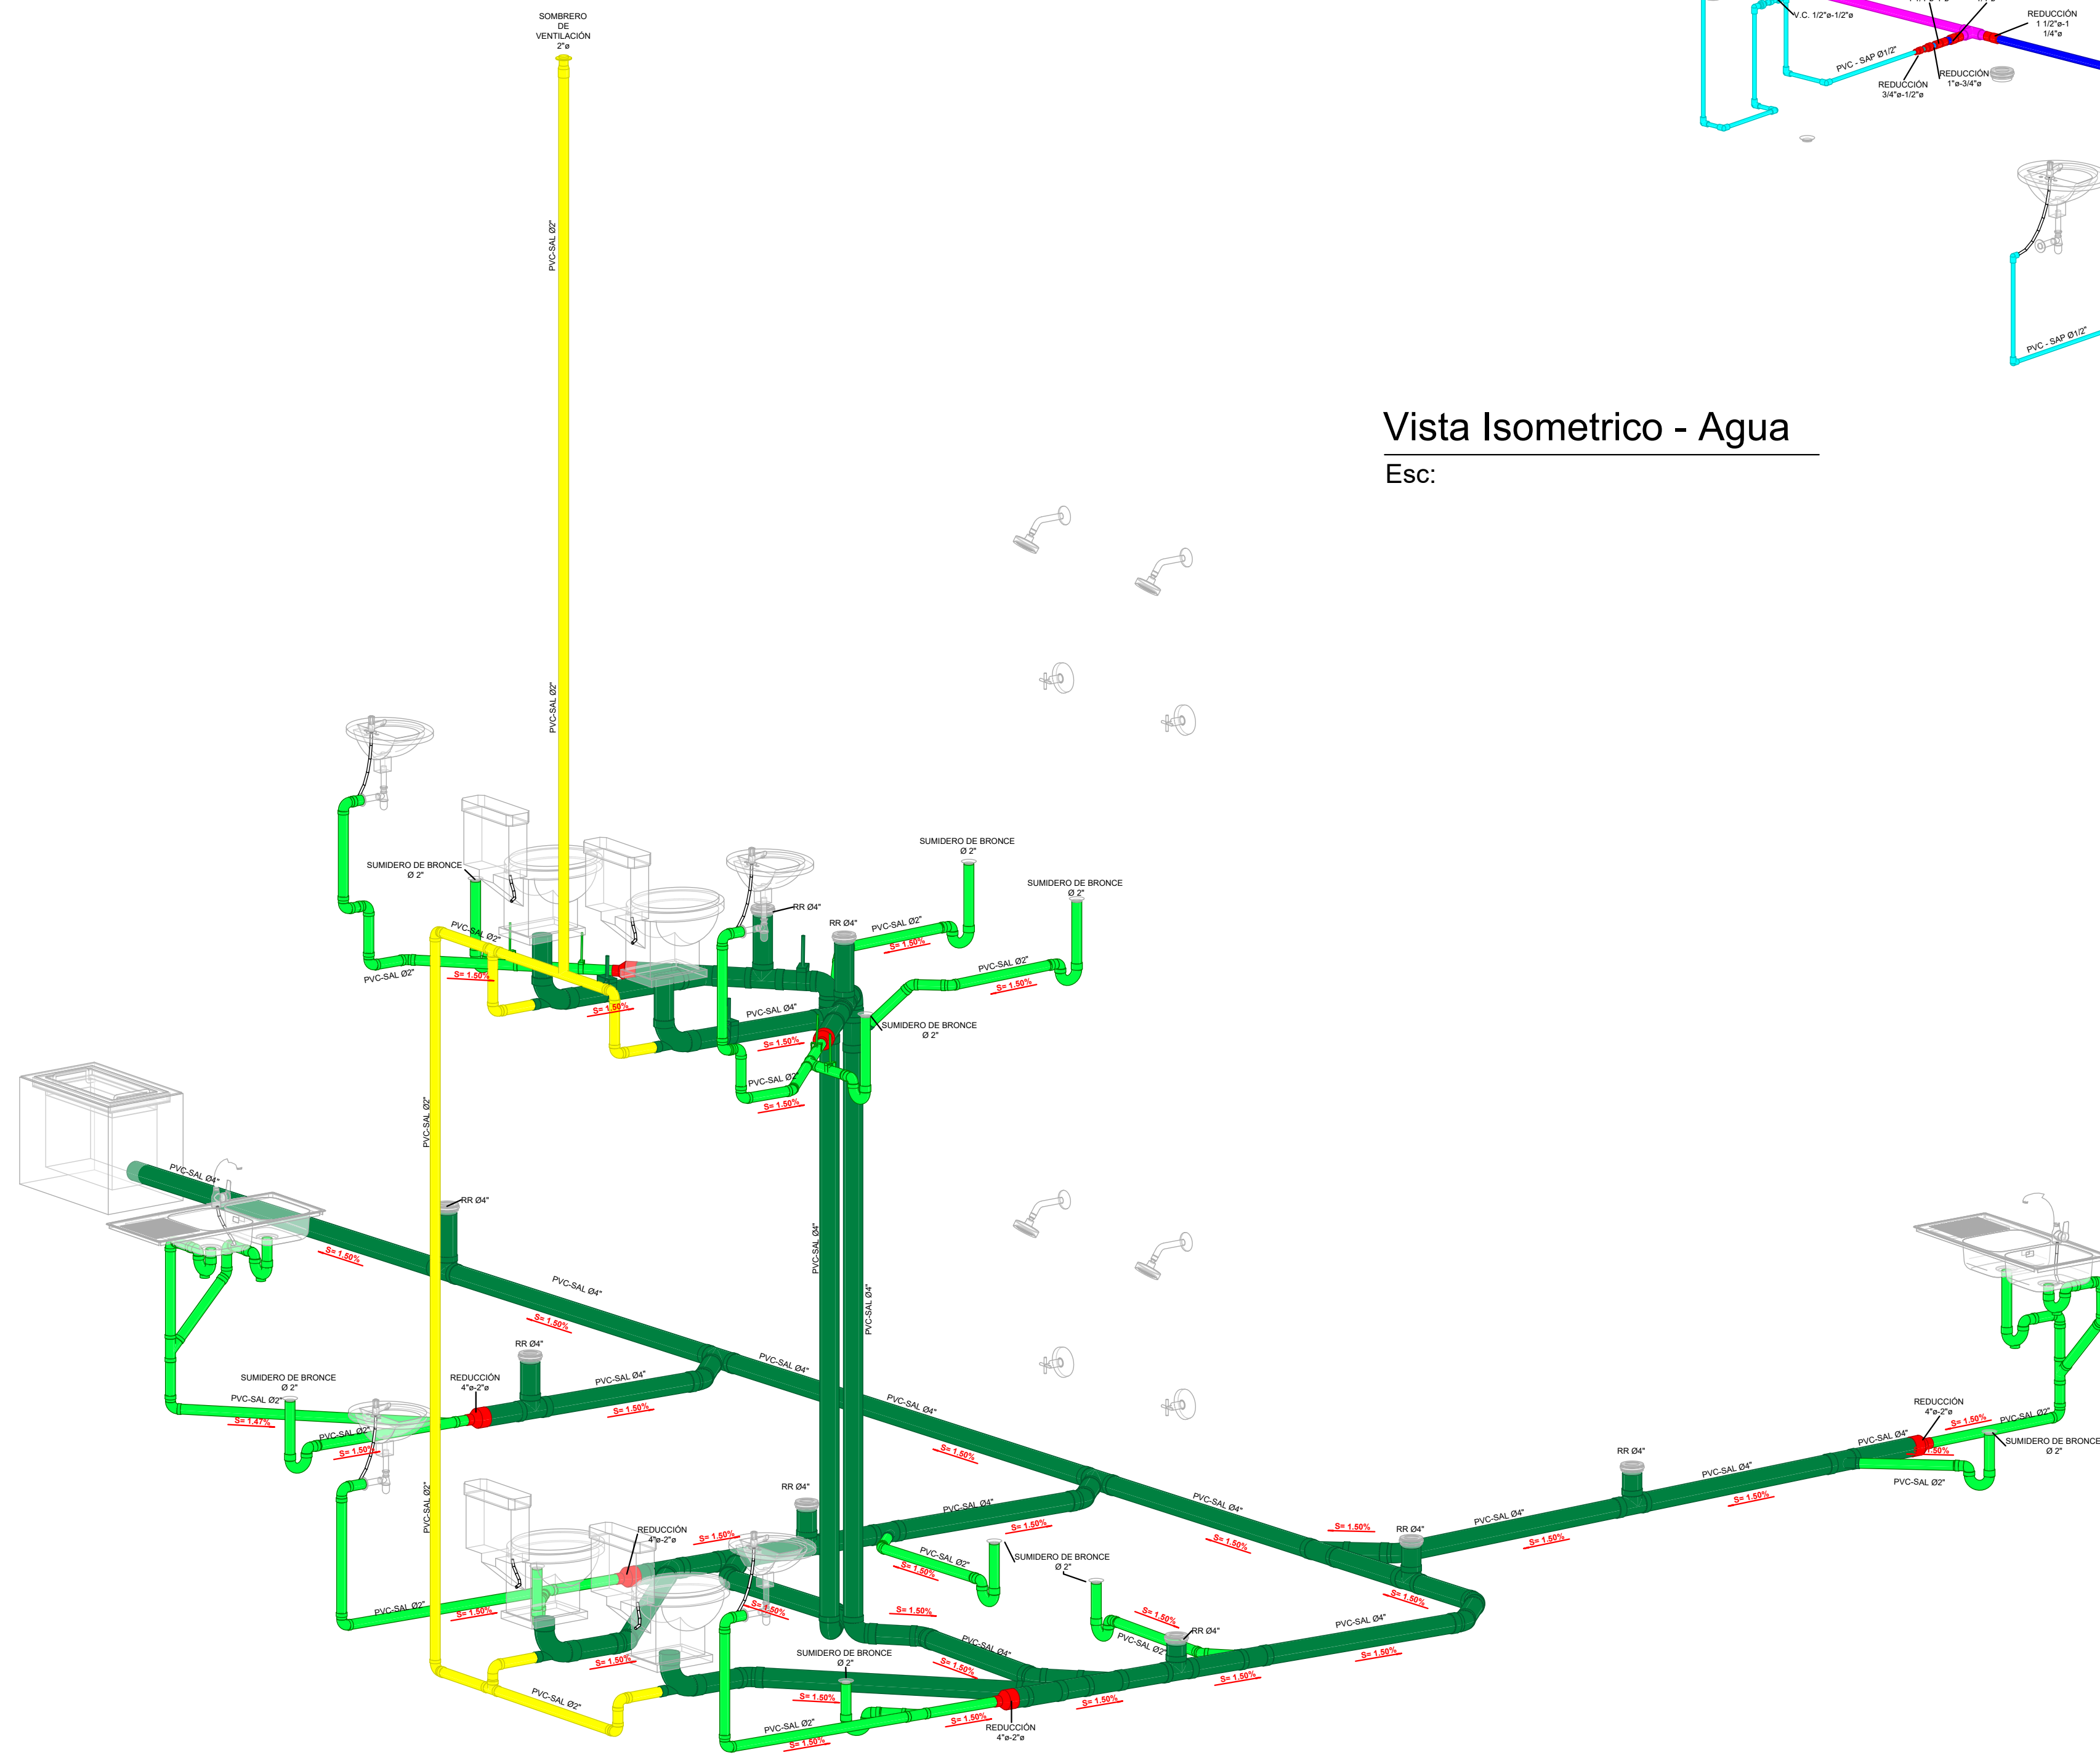 SOMBRERO
DE
VENTILACIÓN
2"ø
V.C. 1/2"ø-1/2"ø
REDUCCIÓN
1 1/2"ø-1
1/4"ø
PVC - SAP Ø1/2"
REDUCCIÓN
3/4"ø-1/2"ø
REDUCCIÓN
1"ø-3/4"ø
PVC - SAP Ø1/2"
PVC-SAL Ø2"
Vista Isometrico - Agua
Esc:
PVC-SAL Ø2"
SUMIDERO DE BRONCE
Ø 2"
SUMIDERO DE BRONCE
Ø 2"
SUMIDERO DE BRONCE
Ø 2"
RR Ø4"
RR Ø4"
PVC-SAL Ø2"
S= 1.50%
PVC-SAL Ø2"
PVC-SAL Ø2"
S= 1.50%
PVC-SAL Ø2"
S= 1.50%
S= 1.50%
PVC-SAL Ø4"
S= 1.50%
SUMIDERO DE BRONCE
Ø 2"
PVC-SAL Ø2"
S= 1.50%
PVC-SAL Ø2"
PVC-SAL Ø4"
S= 1.50%
RR Ø4"
PVC-SAL Ø4"
PVC-SAL Ø4"
PVC-SAL Ø4"
S= 1.50%
RR Ø4"
PVC-SAL Ø4"
SUMIDERO DE BRONCE
Ø 2"
REDUCCIÓN
4"ø-2"ø
PVC-SAL Ø4"
S= 1.50%
PVC-SAL Ø2"
S= 1.47%
PVC-SAL Ø2"
S= 1.50%
PVC-SAL Ø4"
S= 1.50%
REDUCCIÓN
4"ø-2"ø
S= 1.50%
PVC-SAL Ø2"
SUMIDERO DE BRONCE
Ø 2"
PVC-SAL Ø4"
PVC-SAL Ø2"
RR Ø4"
PVC-SAL Ø4"
S= 1.50%
PVC-SAL Ø2"
RR Ø4"
PVC-SAL Ø4"
S= 1.50%
PVC-SAL Ø4"
S= 1.50%
PVC-SAL Ø4"
S= 1.50%
S= 1.50%
RR Ø4"
REDUCCIÓN
4"ø-2"ø
S= 1.50%
SUMIDERO DE BRONCE
Ø 2"
PVC-SAL Ø2"
S= 1.50%
PVC-SAL Ø2"
S= 1.50%
S= 1.50%
S= 1.50%
S= 1.50%
PVC-SAL Ø2"
RR Ø4"
S= 1.50%
PVC-SAL Ø4"
S= 1.50%
PVC-SAL Ø4"
S= 1.50%
S= 1.50%
SUMIDERO DE BRONCE
Ø 2"
S= 1.50%
S= 1.50%
S= 1.50%
PVC-SAL Ø2"
PVC-SAL Ø2"
S= 1.50%
S= 1.50%
REDUCCIÓN
4"ø-2"ø